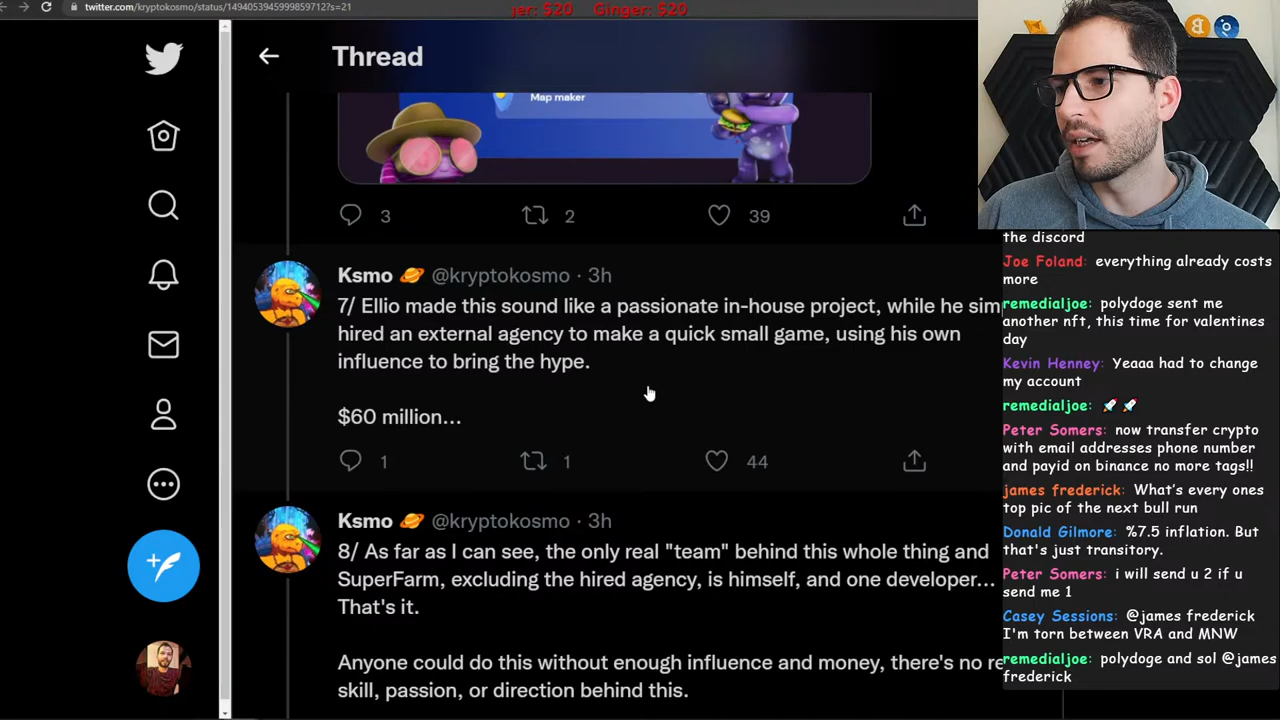 twitter.com/kryptokosmo/status/1494053945999859712?s=21
jer: $20 Ginger: $20
Thread
Map maker
3 2 39
Ksmo @kryptokosmo · 3h
7/ Ellio made this sound like a passionate in-house project, while he sim
hired an external agency to make a quick small game, using his own
influence to bring the hype.
$60 million...
1 1 44
Ksmo @kryptokosmo · 3h
8/ As far as I can see, the only real "team" behind this whole thing and
SuperFarm, excluding the hired agency, is himself, and one developer...
That's it.
Anyone could do this without enough influence and money, there's no re
skill, passion, or direction behind this.
the discord
Joe Foland: everything already costs
more
remedialjoe: polydoge sent me
another nft, this time for valentines
day
Kevin Henney: Yeaaa had to change
my account
remedialjoe: 🚀 🚀
Peter Somers: now transfer crypto
with email addresses phone number
and payid on binance no more tags!!
james frederick: What's every ones
top pic of the next bull run
Donald Gilmore: %7.5 inflation. But
that's just transitory.
Peter Somers: i will send u 2 if u
send me 1
Casey Sessions: @james frederick
I'm torn between VRA and MNW
remedialjoe: polydoge and sol @james
frederick